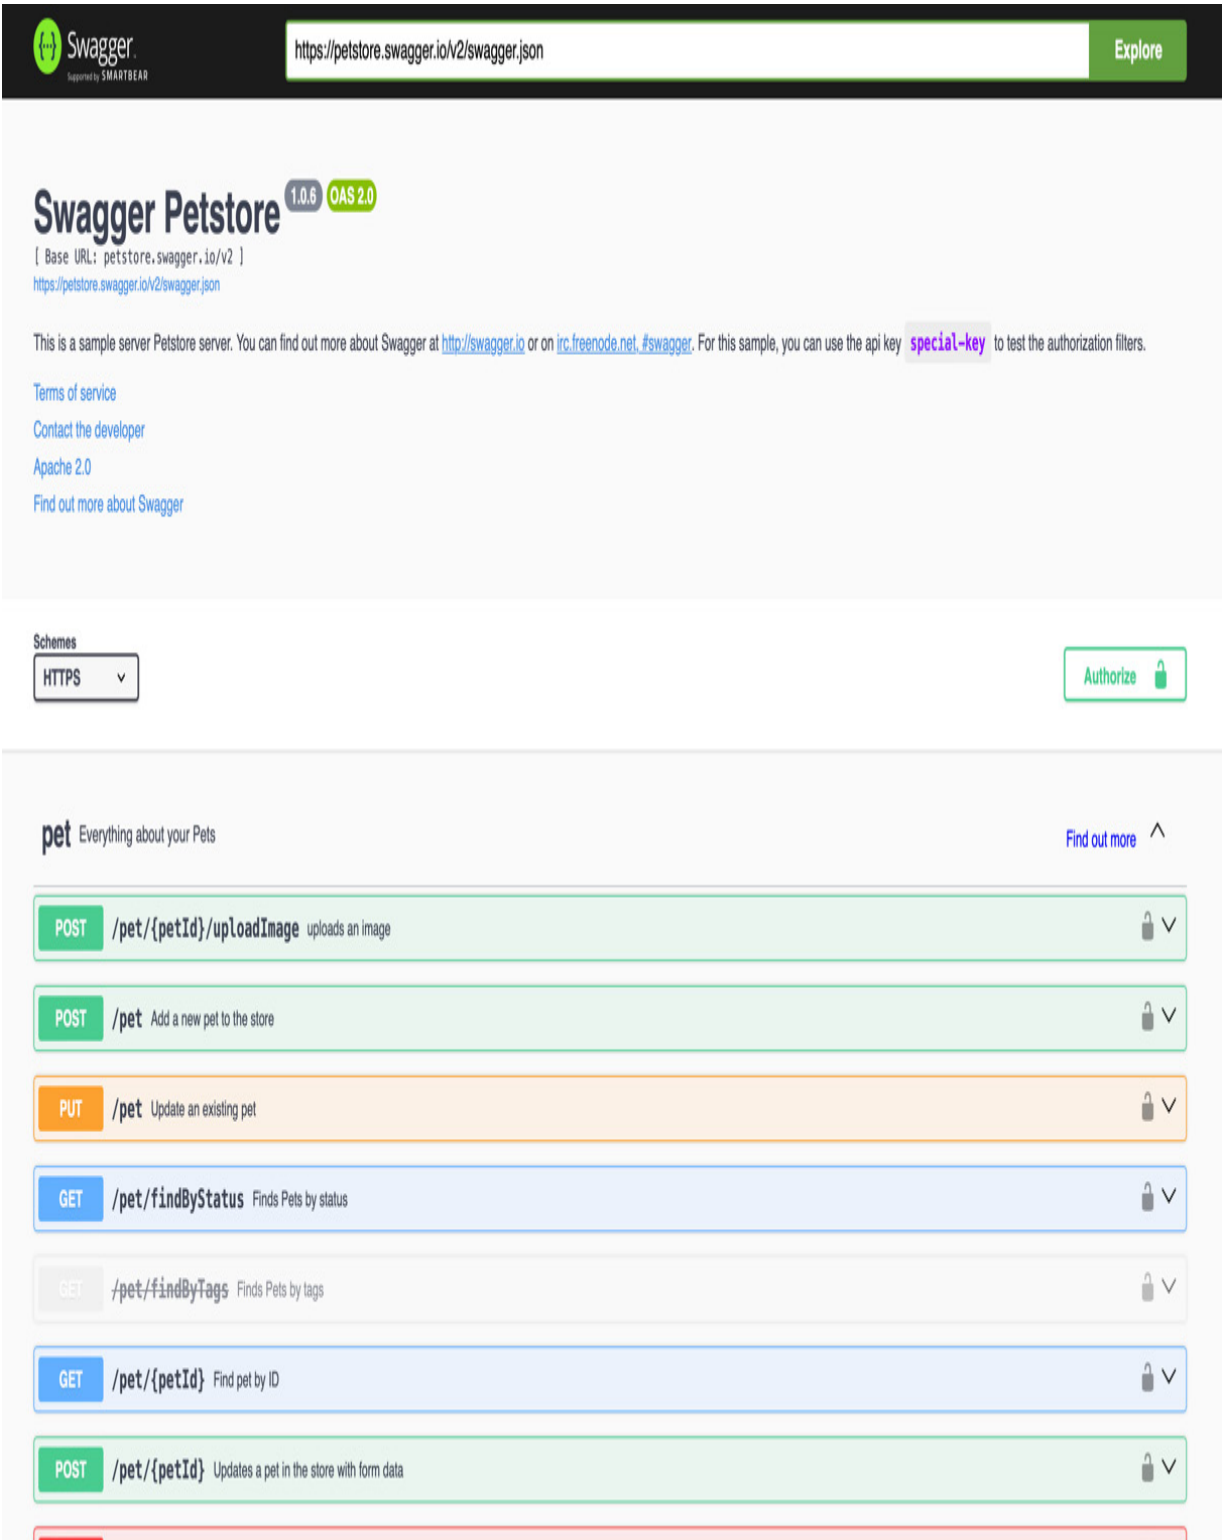 Swagger.
Supported by SMARTBEAR
https://petstore.swagger.io/v2/swagger.json
Explore
Swagger Petstore 1.0.6 OAS 2.0
[ Base URL: petstore.swagger.io/v2 ]
https://petstore.swagger.io/v2/swagger.json
This is a sample server Petstore server. You can find out more about Swagger at http://swagger.io or on irc.freenode.net, #swagger. For this sample, you can use the api key special-key to test the authorization filters.
Terms of service
Contact the developer
Apache 2.0
Find out more about Swagger
Schemes
HTTPS
Authorize
pet Everything about your Pets Find out more
POST /pet/{petId}/uploadImage uploads an image
POST /pet Add a new pet to the store
PUT /pet Update an existing pet
GET /pet/findByStatus Finds Pets by status
GET /pet/findByTags Finds Pets by tags
GET /pet/{petId} Find pet by ID
POST /pet/{petId} Updates a pet in the store with form data